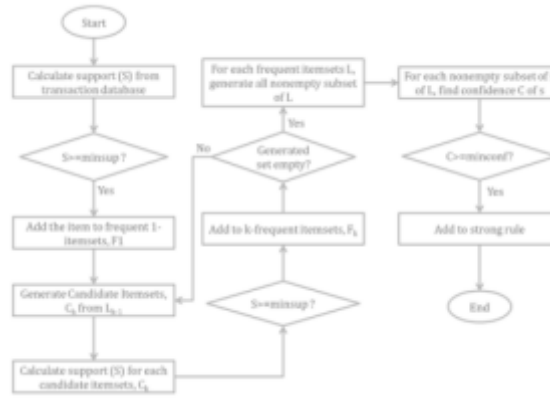 Start
Calculate support (S) from
transaction database
S>=minsup?
Yes
Add the item to frequent 1-
itemsets, F1
Generate Candidate Itemsets,
Ck from Lk-1
Calculate support (S) for each
candidate itemsets, Ck
S>=minsup?
Add to k-frequent itemsets, Fk
Generated
set empty?
No
Yes
For each frequent itemsets L,
generate all nonempty subset
of L
For each nonempty subset of
of L, find confidence C of s
C>=minconf?
Yes
Add to strong rule
End